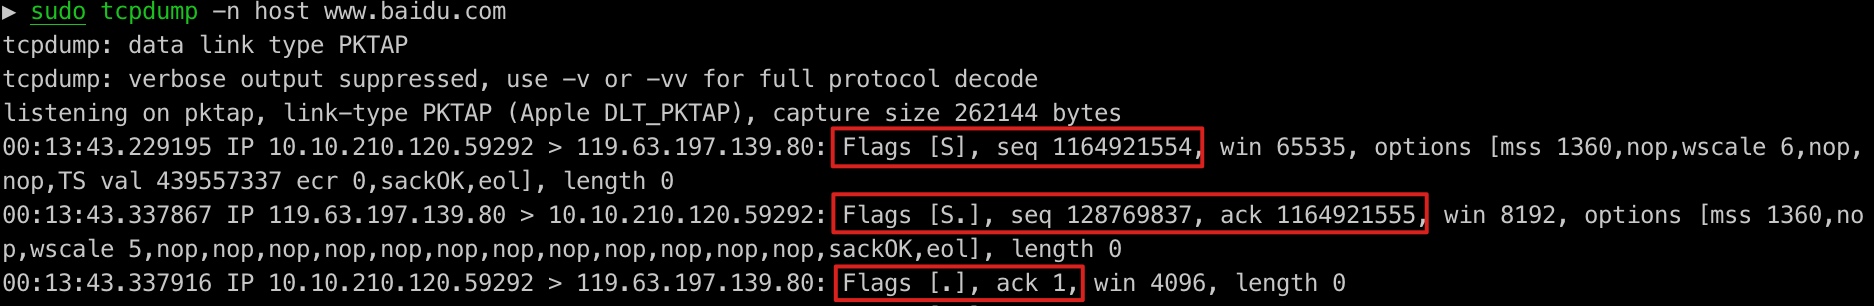 ▶ sudo tcpdump -n host www.baidu.com
tcpdump: data link type PKTAP
tcpdump: verbose output suppressed, use -v or -vv for full protocol decode
listening on pktap, link-type PKTAP (Apple DLT_PKTAP), capture size 262144 bytes
00:13:43.229195 IP 10.10.210.120.59292 > 119.63.197.139.80: Flags [S], seq 1164921554, win 65535, options [mss 1360,nop,wscale 6,nop,
nop,TS val 439557337 ecr 0,sackOK,eol], length 0
00:13:43.337867 IP 119.63.197.139.80 > 10.10.210.120.59292: Flags [S.], seq 128769837, ack 1164921555, win 8192, options [mss 1360,no
p,wscale 5,nop,nop,nop,nop,nop,nop,nop,nop,nop,nop,nop,sackOK,eol], length 0
00:13:43.337916 IP 10.10.210.120.59292 > 119.63.197.139.80: Flags [.], ack 1, win 4096, length 0